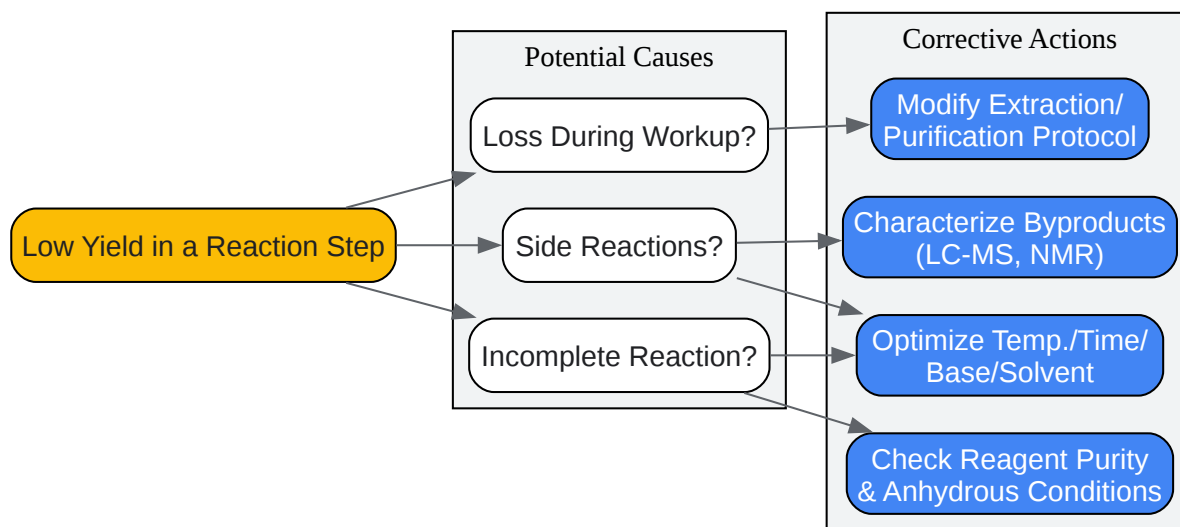 Low Yield in a Reaction Step
Potential Causes
Loss During Workup?
Side Reactions?
Incomplete Reaction?
Corrective Actions
Modify Extraction/
Purification Protocol
Characterize Byproducts
(LC-MS, NMR)
Optimize Temp./Time/
Base/Solvent
Check Reagent Purity
& Anhydrous Conditions